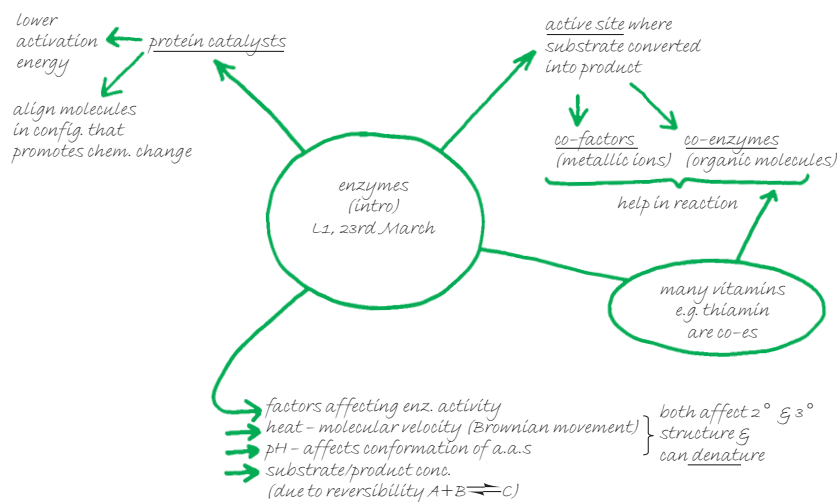 lower
activation
energy
protein catalysts
align molecules
in config. that
promotes chem. change
active site where
substrate converted
into product
co-factors
(metallic ions)
co-enzymes
(organic molecules)
help in reaction
enzymes
(intro)
L1, 23rd March
many vitamins
e.g. thiamin
are co-es
factors affecting enz. activity
heat - molecular velocity (Brownian movement)
pH - affects conformation of a.a.s
substrate/product conc.
(due to reversibility A+B⇌C)
both affect 2° & 3°
structure &
can denature